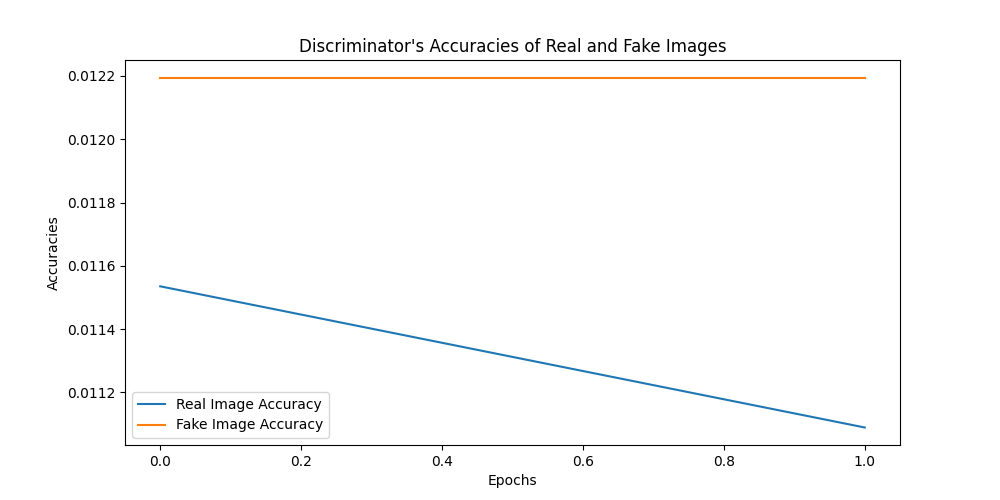 Discriminator's Accuracies of Real and Fake Images
0.0122
0.0120
0.0118
0.0116
0.0114
0.0112
Accuracies
Real Image Accuracy
Fake Image Accuracy
0.0 0.2 0.4 0.6 0.8 1.0
Epochs